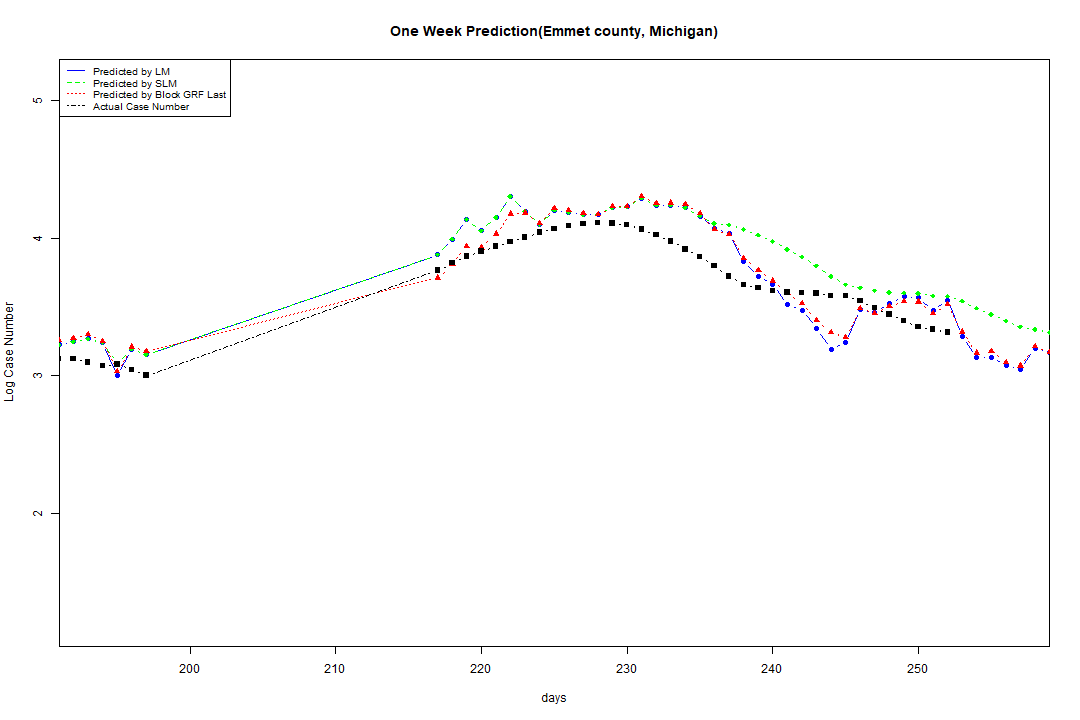 One Week Prediction(Emmet county, Michigan)
Predicted by LM
Predicted by SLM
Predicted by Block GRF Last
Actual Case Number
5
4
3
2
Log Case Number
200 210 220 230 240 250
days